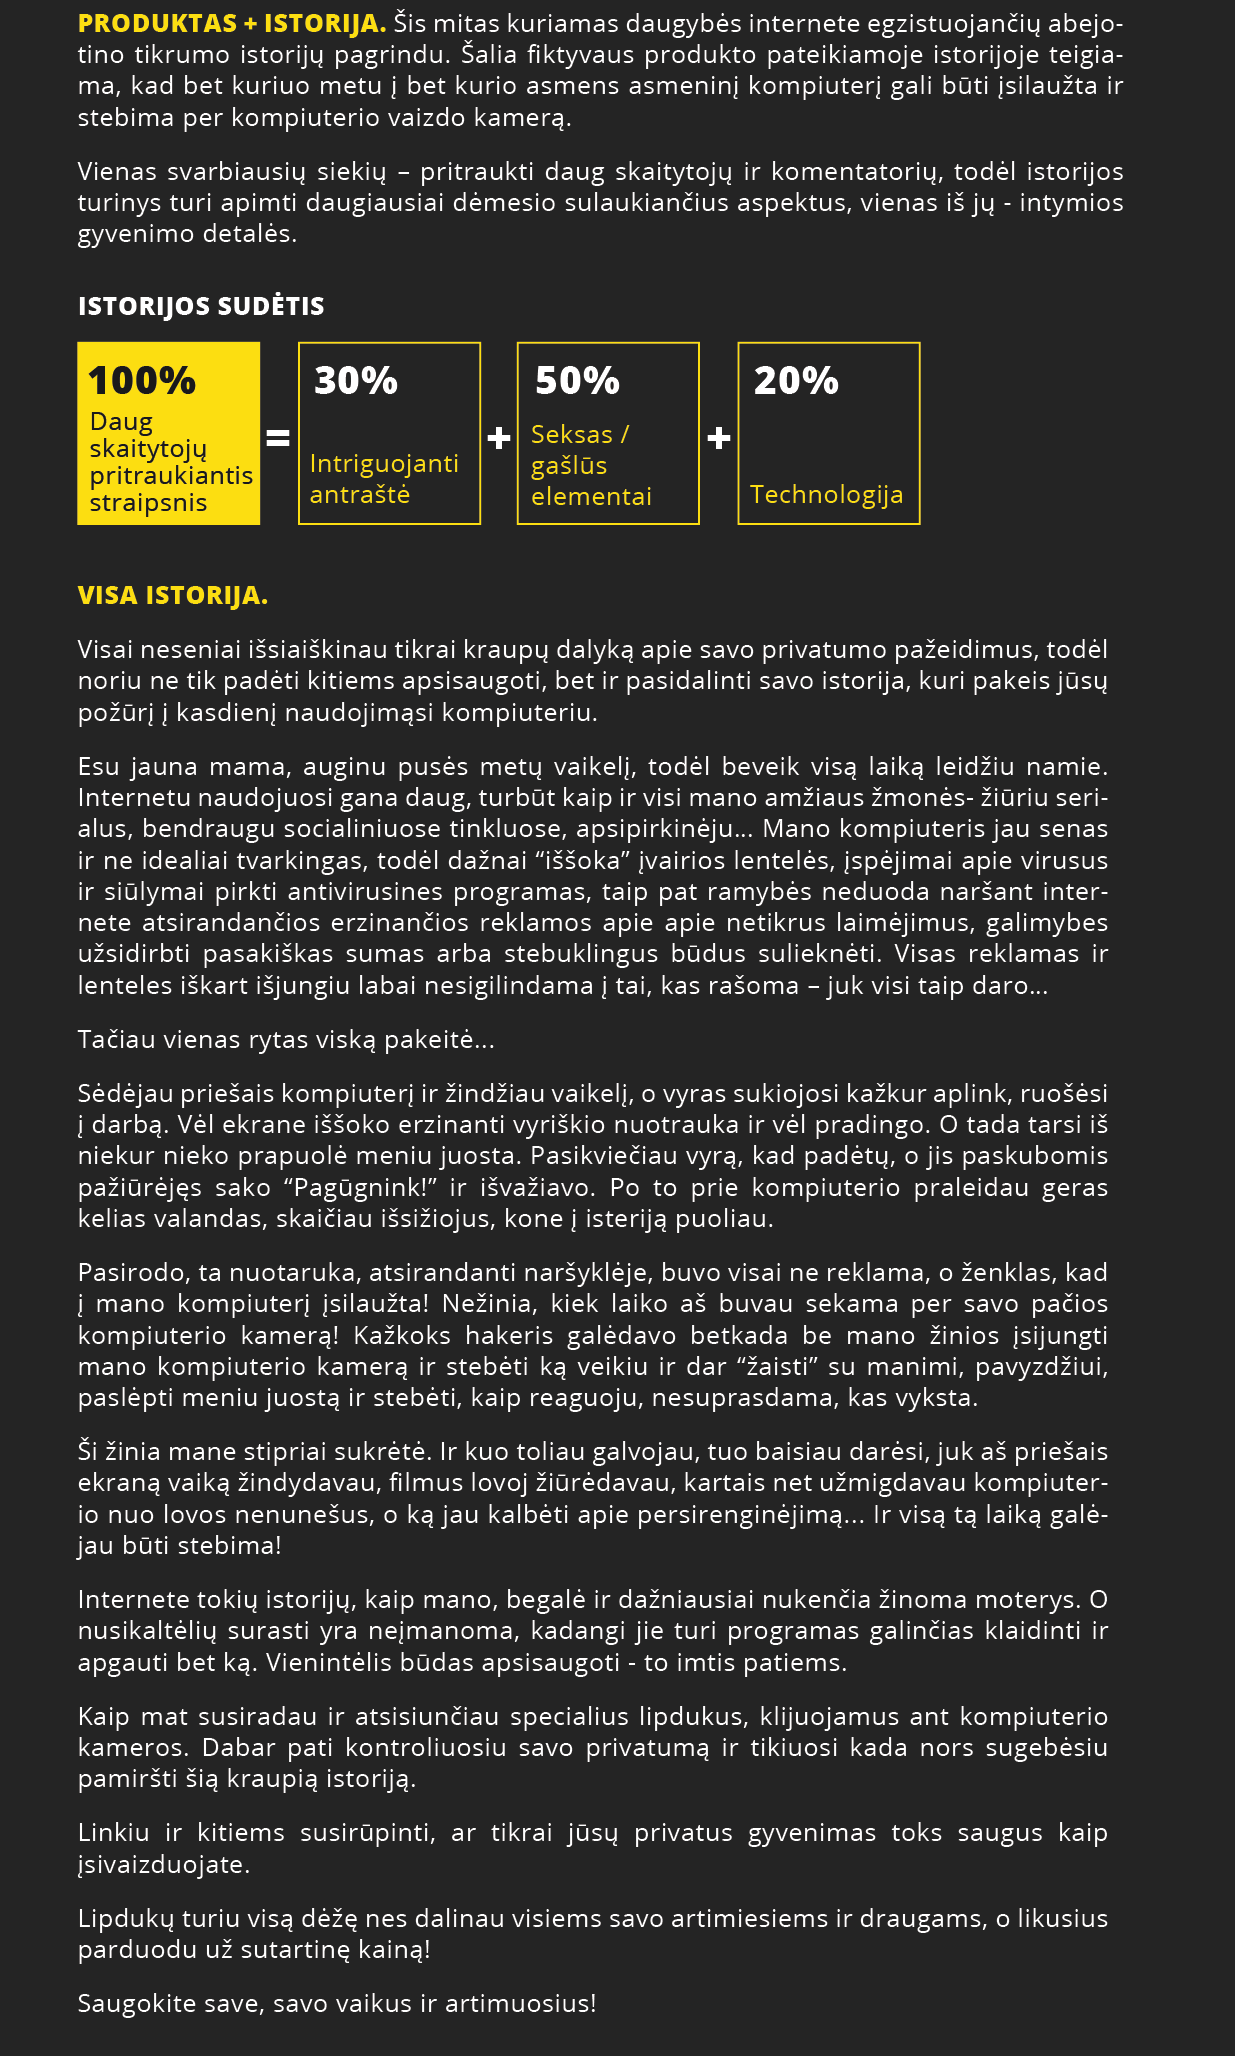 PRODUKTAS + ISTORIJA. Šis mitas kuriamas daugybės internete egzistuojančių abejo-
tino tikrumo istorijų pagrindu. Šalia fiktyvaus produkto pateikiamoje istorijoje teigia-
ma, kad bet kuriuo metu į bet kurio asmens asmeninį kompiuterį gali būti įsilaužta ir
stebima per kompiuterio vaizdo kamerą.
Vienas svarbiausių siekių – pritraukti daug skaitytojų ir komentatorių, todėl istorijos
turinys turi apimti daugiausiai dėmesio sulaukiančius aspektus, vienas iš jų - intymios
gyvenimo detalės.
ISTORIJOS SUDĖTIS
100%
Daug
skaitytojų
pritraukiantis
straipsnis
=
30%
Intriguojanti
antraštė
+
50%
Seksas /
gašlūs
elementai
+
20%
Technologija
VISA ISTORIJA.
Visai neseniai išsiaiškinau tikrai kraupų dalyką apie savo privatumo pažeidimus, todėl
noriu ne tik padėti kitiems apsisaugoti, bet ir pasidalinti savo istorija, kuri pakeis jūsų
požūrį į kasdienį naudojimąsi kompiuteriu.
Esu jauna mama, auginu pusės metų vaikelį, todėl beveik visą laiką leidžiu namie.
Internetu naudojuosi gana daug, turbūt kaip ir visi mano amžiaus žmonės- žiūriu seri-
alus, bendraugu socialiniuose tinkluose, apsipirkinėju... Mano kompiuteris jau senas
ir ne idealiai tvarkingas, todėl dažnai “iššoka” įvairios lentelės, įspėjimai apie virusus
ir siūlymai pirkti antivirusines programas, taip pat ramybės neduoda naršant inter-
nete atsirandančios erzinančios reklamos apie apie netikrus laimėjimus, galimybes
užsidirbti pasakiškas sumas arba stebuklingus būdus sulieknėti. Visas reklamas ir
lenteles iškart išjungiu labai nesigilindama į tai, kas rašoma – juk visi taip daro...
Tačiau vienas rytas viską pakeitė...
Sėdėjau priešais kompiuterį ir žindžiau vaikelį, o vyras sukiojosi kažkur aplink, ruošėsi
į darbą. Vėl ekrane iššoko erzinanti vyriškio nuotrauka ir vėl pradingo. O tada tarsi iš
niekur nieko prapuolė meniu juosta. Pasikviečiau vyrą, kad padėtų, o jis paskubomis
pažiūrėjęs sako “Pagūgnink!” ir išvažiavo. Po to prie kompiuterio praleidau geras
kelias valandas, skaičiau išsižiojus, kone į isteriją puoliau.
Pasirodo, ta nuotaruka, atsirandanti naršyklėje, buvo visai ne reklama, o ženklas, kad
į mano kompiuterį įsilaužta! Nežinia, kiek laiko aš buvau sekama per savo pačios
kompiuterio kamerą! Kažkoks hakeris galėdavo betkada be mano žinios įsijungti
mano kompiuterio kamerą ir stebėti ką veikiu ir dar “žaisti” su manimi, pavyzdžiui,
paslėpti meniu juostą ir stebėti, kaip reaguoju, nesuprasdama, kas vyksta.
Ši žinia mane stipriai sukrėtė. Ir kuo toliau galvojau, tuo baisiau darėsi, juk aš priešais
ekraną vaiką žindydavau, filmus lovoj žiūrėdavau, kartais net užmigdavau kompiuter-
io nuo lovos nenunešus, o ką jau kalbėti apie persirenginėjimą... Ir visą tą laiką galė-
jau būti stebima!
Internete tokių istorijų, kaip mano, begalė ir dažniausiai nukenčia žinoma moterys. O
nusikaltėlių surasti yra neįmanoma, kadangi jie turi programas galinčias klaidinti ir
apgauti bet ką. Vienintėlis būdas apsisaugoti - to imtis patiems.
Kaip mat susiradau ir atsisiunčiau specialius lipdukus, klijuojamus ant kompiuterio
kameros. Dabar pati kontroliuosiu savo privatumą ir tikiuosi kada nors sugebėsiu
pamiršti šią kraupią istoriją.
Linkiu ir kitiems susirūpinti, ar tikrai jūsų privatus gyvenimas toks saugus kaip
įsivaizduojate.
Lipdukų turiu visą dėžę nes dalinau visiems savo artimiesiems ir draugams, o likusius
parduodu už sutartinę kainą!
Saugokite save, savo vaikus ir artimuosius!